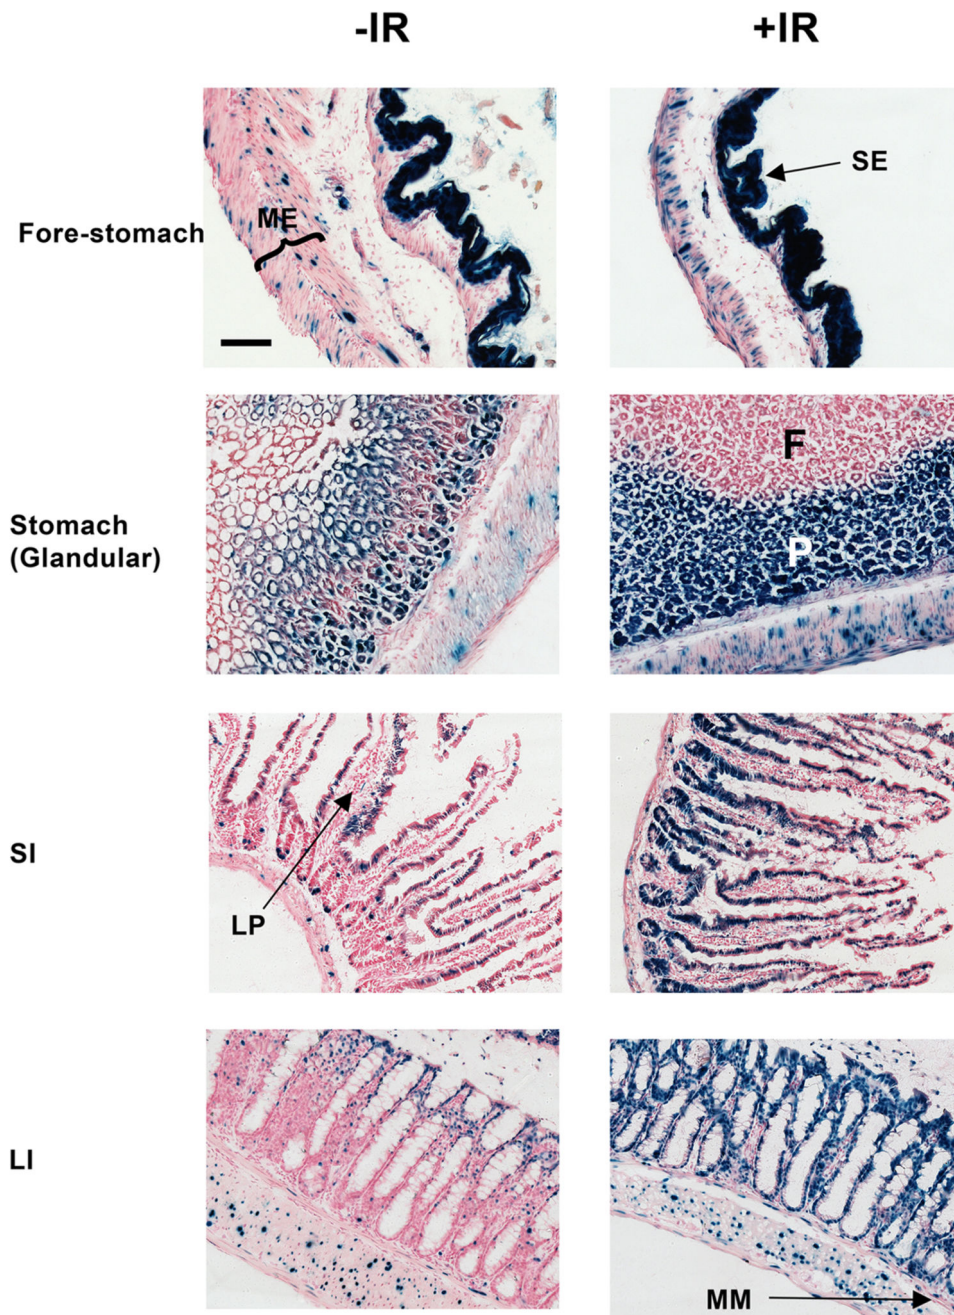 -IR
+IR
Fore-stomach
ME
SE
Stomach
(Glandular)
F
P
SI
LP
LI
MM